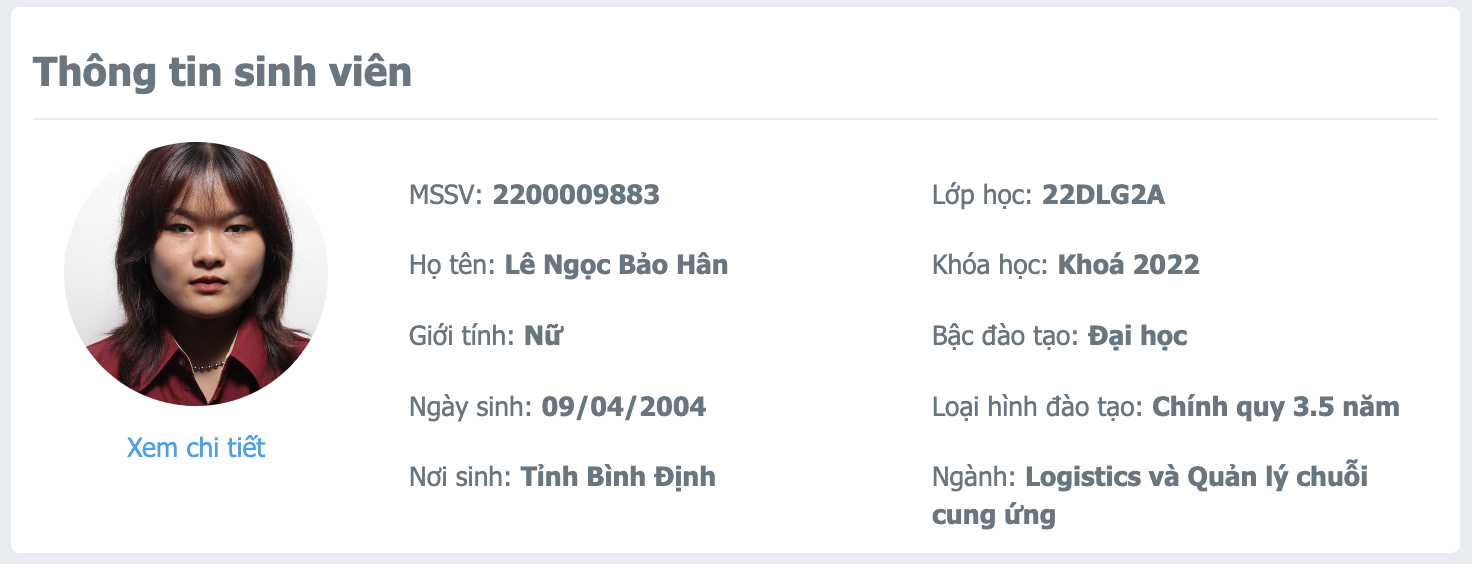 Thông tin sinh viên
MSSV: 2200009883
Họ tên: Lê Ngọc Bảo Hân
Giới tính: Nữ
Ngày sinh: 09/04/2004
Nơi sinh: Tỉnh Bình Định
Xem chi tiết
Lớp học: 22DLG2A
Khóa học: Khoá 2022
Bậc đào tạo: Đại học
Loại hình đào tạo: Chính quy 3.5 năm
Ngành: Logistics và Quản lý chuỗi
cung ứng